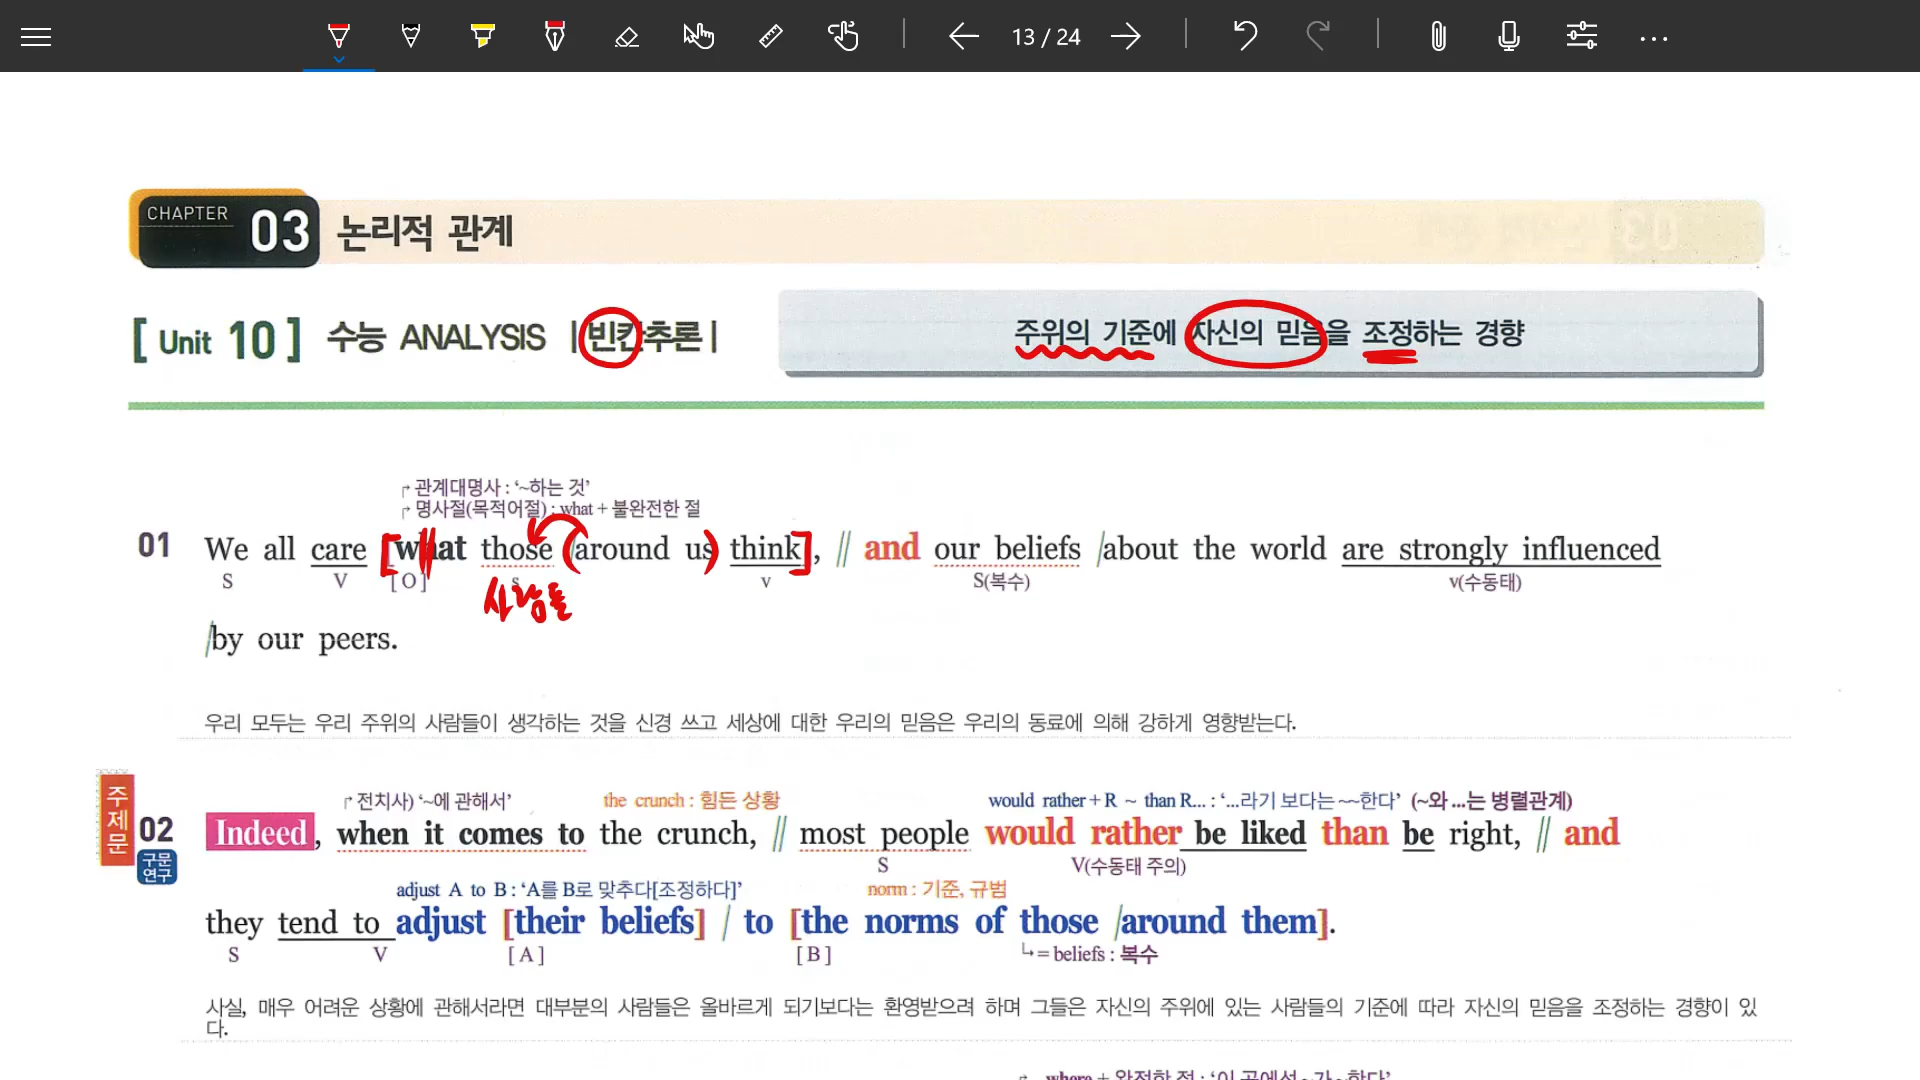 13 / 24
CHAPTER 03 논리적 관계
[ Unit 10 ] 수능 ANALYSIS | 빈칸추론 |
주위의 기준에 자신의 믿음을 조정하는 경향
┌ 관계대명사 : ‘~하는 것’
┌ 명사절(목적어절) : what + 불완전한 절
01 We all care [what those /around us) think], // and our beliefs /about the world are strongly influenced
S V [ O ] s v S(복수) v(수동태)
사람들
/by our peers.
우리 모두는 우리 주위의 사람들이 생각하는 것을 신경 쓰고 세상에 대한 우리의 믿음은 우리의 동료에 의해 강하게 영향받는다.
주제문
┌ 전치사) ‘~에 관해서’ the crunch : 힘든 상황 would rather + R ~ than R... : ‘...라기 보다는 ~~한다’ (~와 ...는 병렬관계)
02 Indeed, when it comes to the crunch, // most people would rather be liked than be right, // and
구문연구
S V(수동태 주의)
adjust A to B : ‘A를 B로 맞추다[조정하다]’ norm : 기준, 규범
they tend to adjust [their beliefs] / to [the norms of those /around them].
S V [ A ] [ B ] ↳ = beliefs : 복수
사실, 매우 어려운 상황에 관해서라면 대부분의 사람들은 올바르게 되기보다는 환영받으려 하며 그들은 자신의 주위에 있는 사람들의 기준에 따라 자신의 믿음을 조정하는 경향이 있
다.
┌ where + 완전한 절 : ‘이 곳에서 ~가 ~하다’